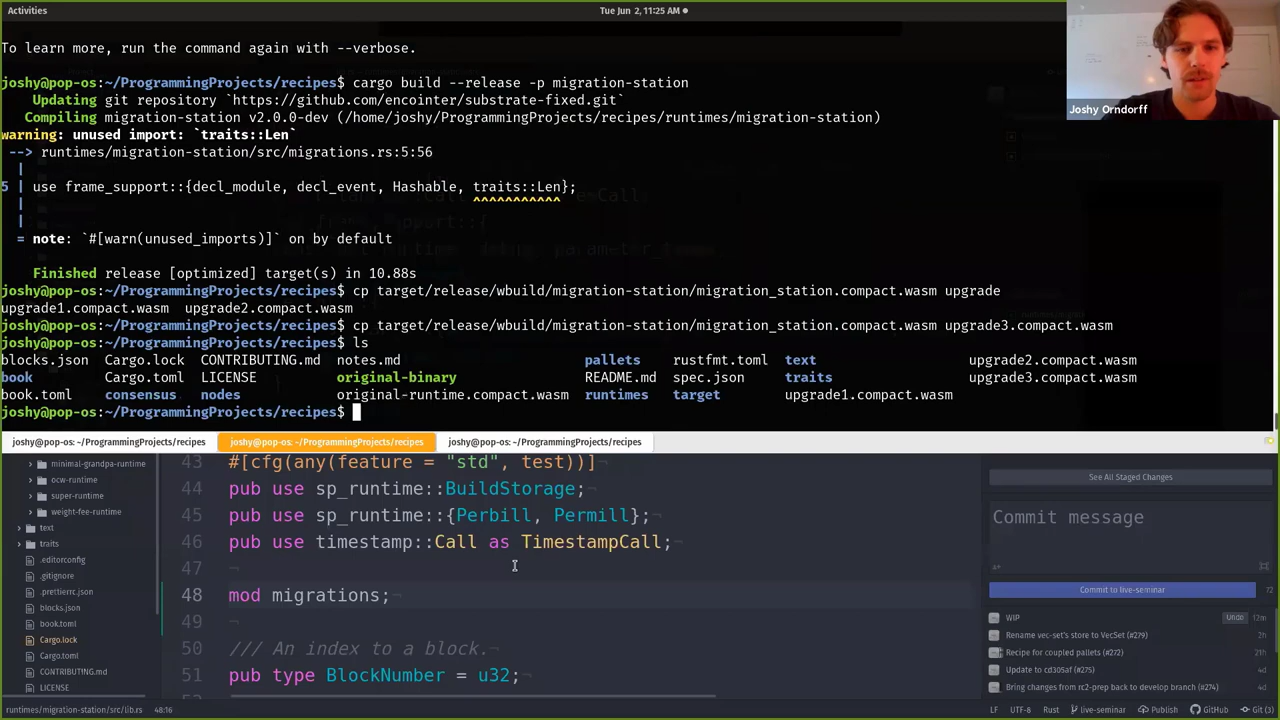 Activities
Tue Jun 2, 11:25 AM
To learn more, run the command again with --verbose.
joshy@pop-os:~/ProgrammingProjects/recipes$ cargo build --release -p migration-station
Updating git repository `https://github.com/encointer/substrate-fixed.git`
Compiling migration-station v2.0.0-dev (/home/joshy/ProgrammingProjects/recipes/runtimes/migration-station)
Joshy Orndorff
warning: unused import: `traits::Len`
--> runtimes/migration-station/src/migrations.rs:5:56
|
5 | use frame_support::{decl_module, decl_event, Hashable, traits::Len};
| ^^^^^^^^^^^
|
= note: `#[warn(unused_imports)]` on by default
Finished release [optimized] target(s) in 10.88s
joshy@pop-os:~/ProgrammingProjects/recipes$ cp target/release/wbuild/migration-station/migration_station.compact.wasm upgrade
upgrade1.compact.wasm upgrade2.compact.wasm
joshy@pop-os:~/ProgrammingProjects/recipes$ cp target/release/wbuild/migration-station/migration_station.compact.wasm upgrade3.compact.wasm
joshy@pop-os:~/ProgrammingProjects/recipes$ ls
blocks.json Cargo.lock CONTRIBUTING.md notes.md pallets rustfmt.toml text upgrade2.compact.wasm
book Cargo.toml LICENSE original-binary README.md spec.json traits upgrade3.compact.wasm
book.toml consensus nodes original-runtime.compact.wasm runtimes target upgrade1.compact.wasm
joshy@pop-os:~/ProgrammingProjects/recipes$
joshy@pop-os: ~/ProgrammingProjects/recipes
joshy@pop-os: ~/ProgrammingProjects/recipes
joshy@pop-os: ~/ProgrammingProjects/recipes
minimal-grandpa-runtime
ocw-runtime
super-runtime
weight-fee-runtime
text
traits
.editorconfig
.gitignore
.prettierrc.json
blocks.json
book.toml
Cargo.lock
Cargo.toml
CONTRIBUTING.md
LICENSE
43 #[cfg(any(feature = "std", test))]
44 pub use sp_runtime::BuildStorage;
45 pub use sp_runtime::{Perbill, Permill};
46 pub use timestamp::Call as TimestampCall;
47
48 mod migrations;
49
50 /// An index to a block.
51 pub type BlockNumber = u32;
See All Staged Changes
Commit message
Commit to live-seminar
72
WIP Undo 12m
Rename vec-set's store to VecSet (#279) 2h
Recipe for coupled pallets (#272) 21h
Update to cd305af (#275) 4d
Bring changes from rc2-prep back to develop branch (#274) 4d
runtimes/migration-station/src/lib.rs 48:16
LF UTF-8 Rust live-seminar Publish GitHub Git (3)